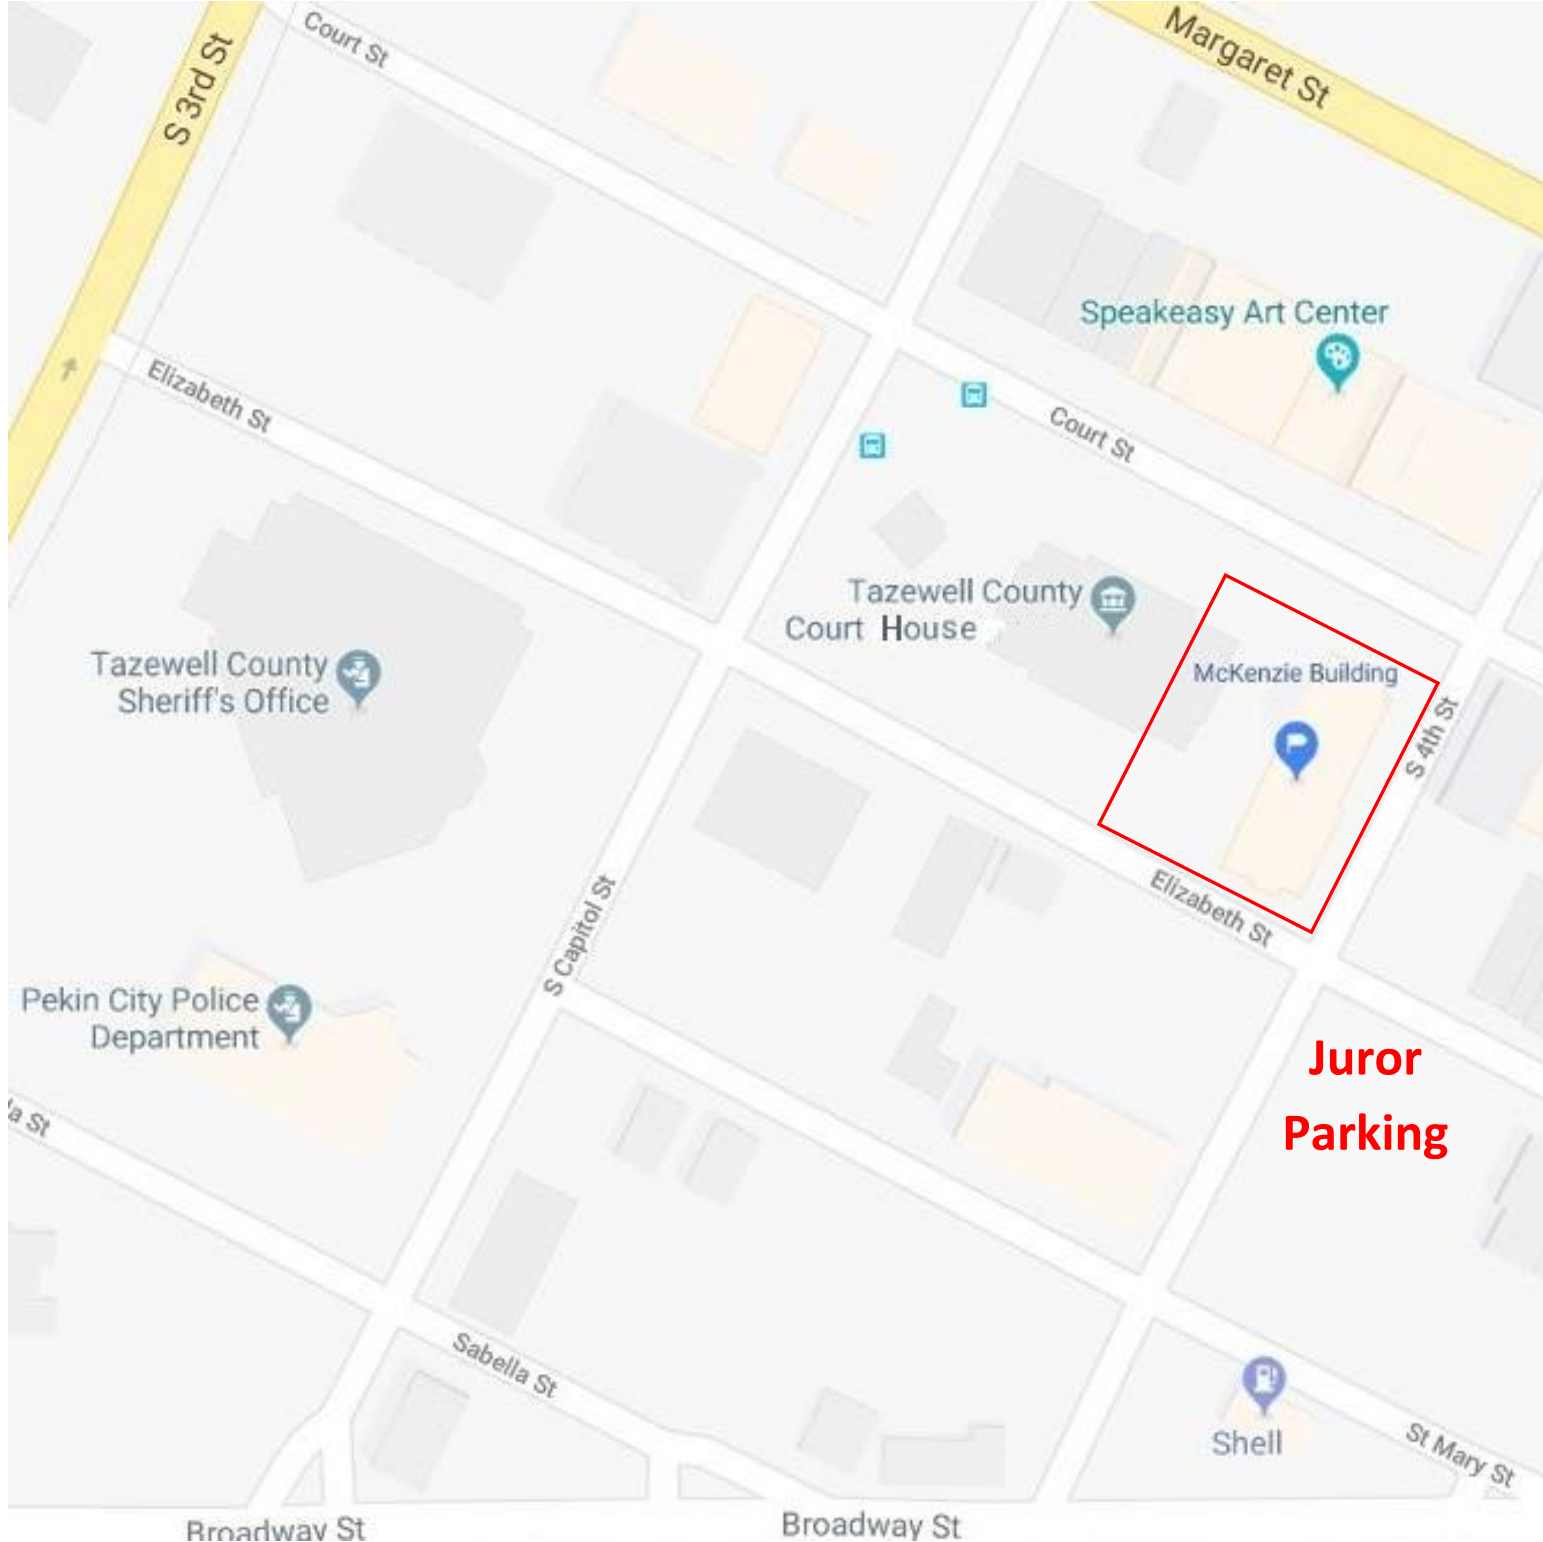 Court St
S 3rd St
Margaret St
Speakeasy Art Center
Elizabeth St
Court St
Tazewell County
Court House
Tazewell County
Sheriff's Office
McKenzie Building
S 4th St
Elizabeth St
S Capitol St
Pekin City Police
Department
Juror
Parking
la St
Sabella St
Shell
St Mary St
Broadway St
Broadway St